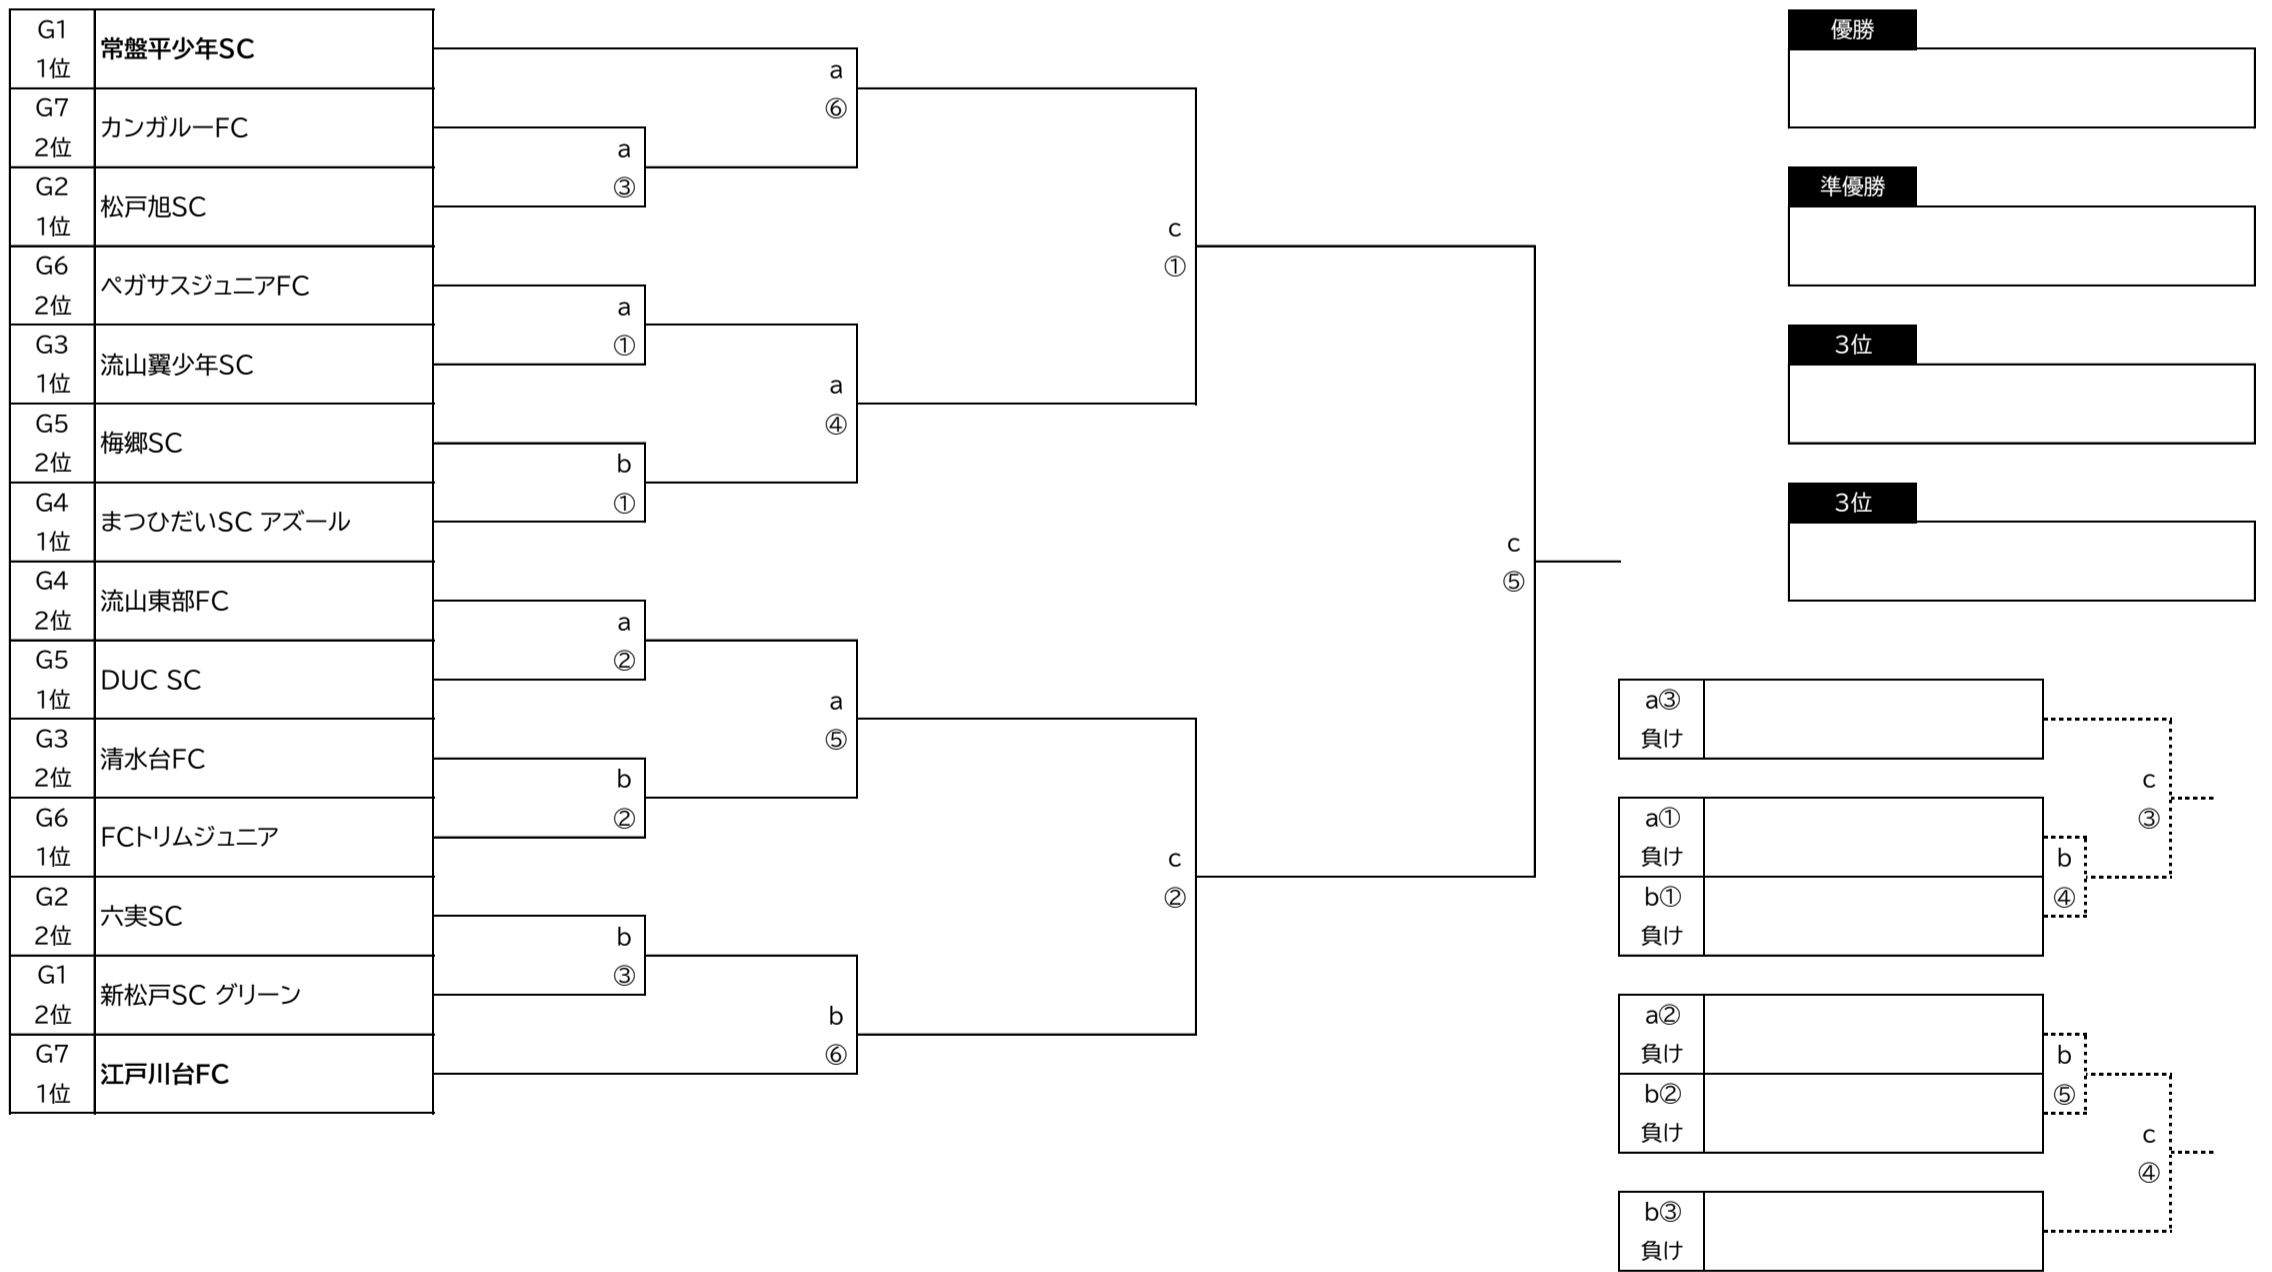 G1
1位
常盤平少年SC
G7
2位
カンガルーFC
G2
1位
松戸旭SC
G6
2位
ペガサスジュニアFC
G3
1位
流山翼少年SC
G5
2位
梅郷SC
G4
1位
まつひだいSC アズール
G4
2位
流山東部FC
G5
1位
DUC SC
G3
2位
清水台FC
G6
1位
FCトリムジュニア
G2
2位
六実SC
G1
2位
新松戸SC グリーン
G7
1位
江戸川台FC
a
③
a
①
b
①
a
②
b
②
b
③
a
⑥
a
④
a
⑤
b
⑥
c
①
c
②
c
⑤
優勝
準優勝
3位
3位
a③
負け
a①
負け
b①
負け
b
④
c
③
a②
負け
b②
負け
b
⑤
b③
負け
c
④